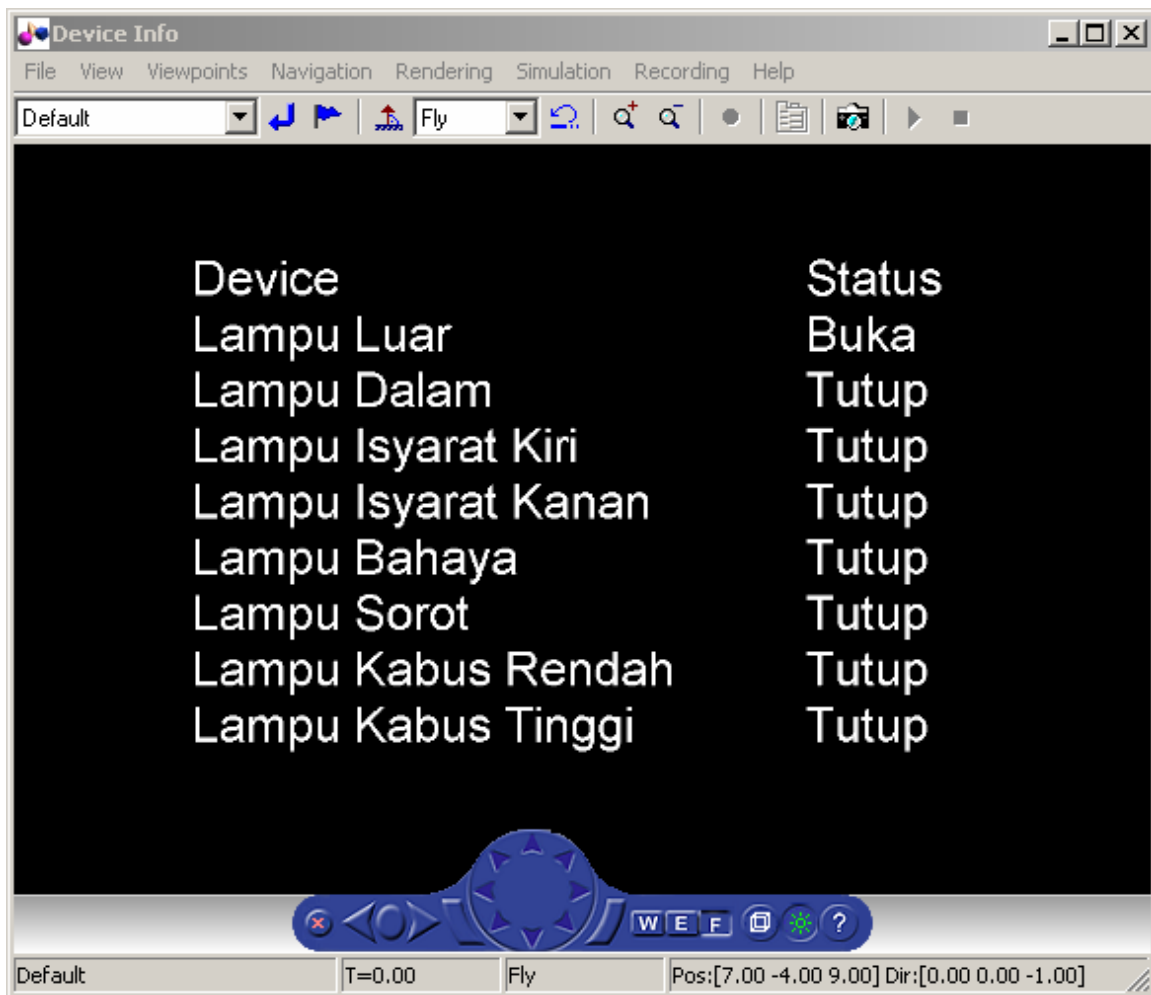 Device Info
File View Viewpoints Navigation Rendering Simulation Recording Help
Default Fly
Device Status
Lampu Luar Buka
Lampu Dalam Tutup
Lampu Isyarat Kiri Tutup
Lampu Isyarat Kanan Tutup
Lampu Bahaya Tutup
Lampu Sorot Tutup
Lampu Kabus Rendah Tutup
Lampu Kabus Tinggi Tutup
W E F ?
Default T=0.00 Fly Pos:[7.00 -4.00 9.00] Dir:[0.00 0.00 -1.00]